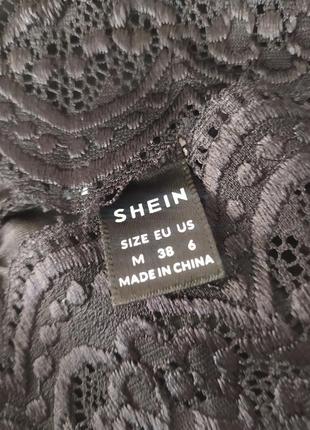 SHEIN
SIZE EU US
M 38 6
MADE IN CHINA